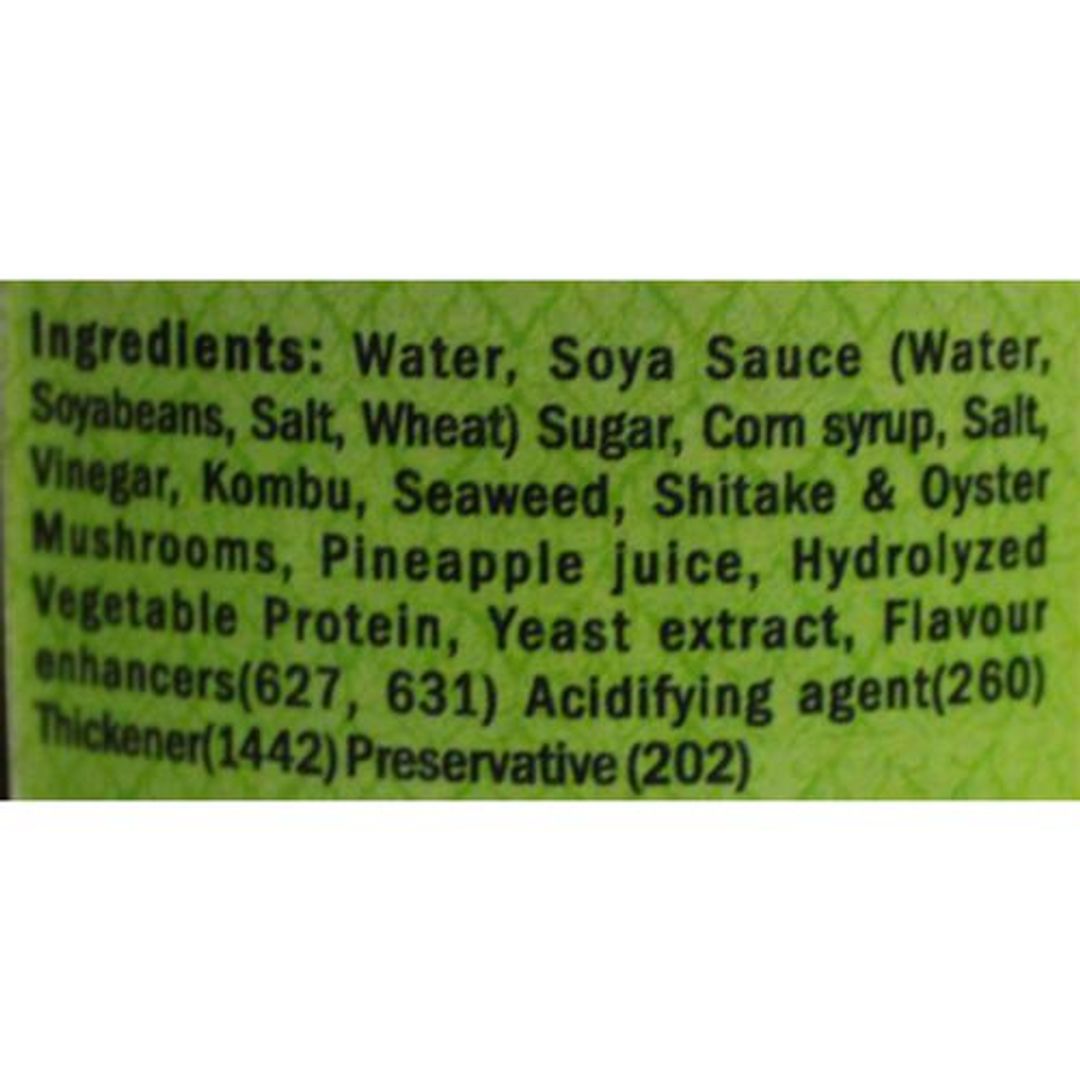 Ingredients: Water, Soya Sauce (Water,
Soyabeans, Salt, Wheat) Sugar, Corn syrup, Salt,
Vinegar, Kombu, Seaweed, Shitake & Oyster
Mushrooms, Pineapple juice, Hydrolyzed
Vegetable Protein, Yeast extract, Flavour
enhancers(627, 631) Acidifying agent(260)
Thickener(1442) Preservative (202)